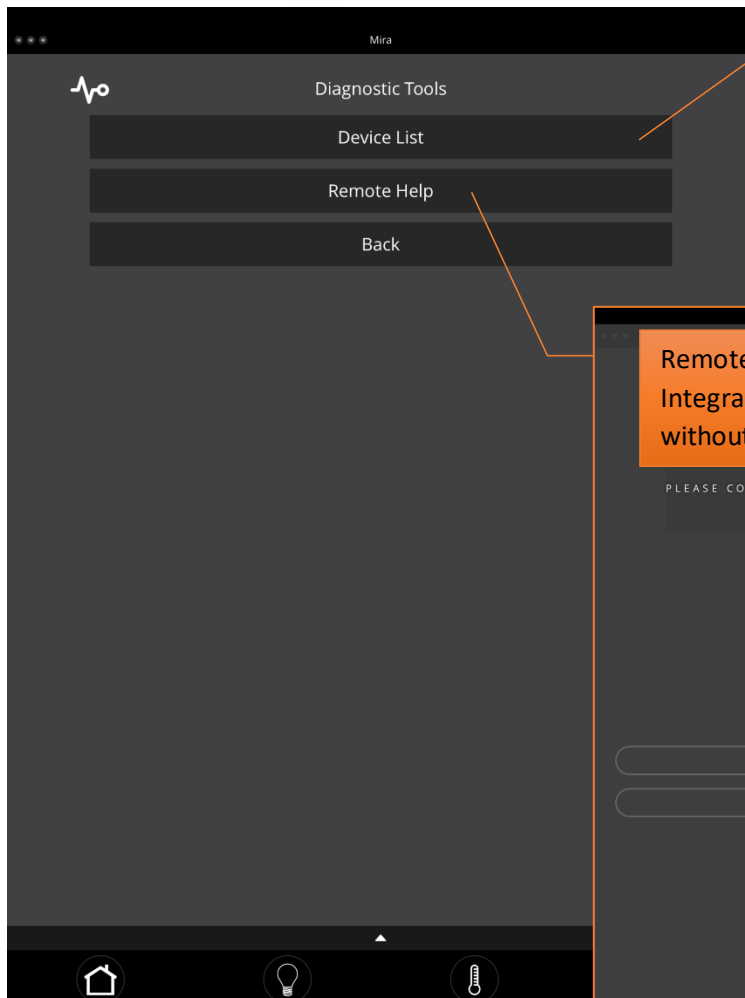 Mira
Diagnostic Tools
Device List
Remote Help
Back
Remote
Integra
without
PLEASE CO